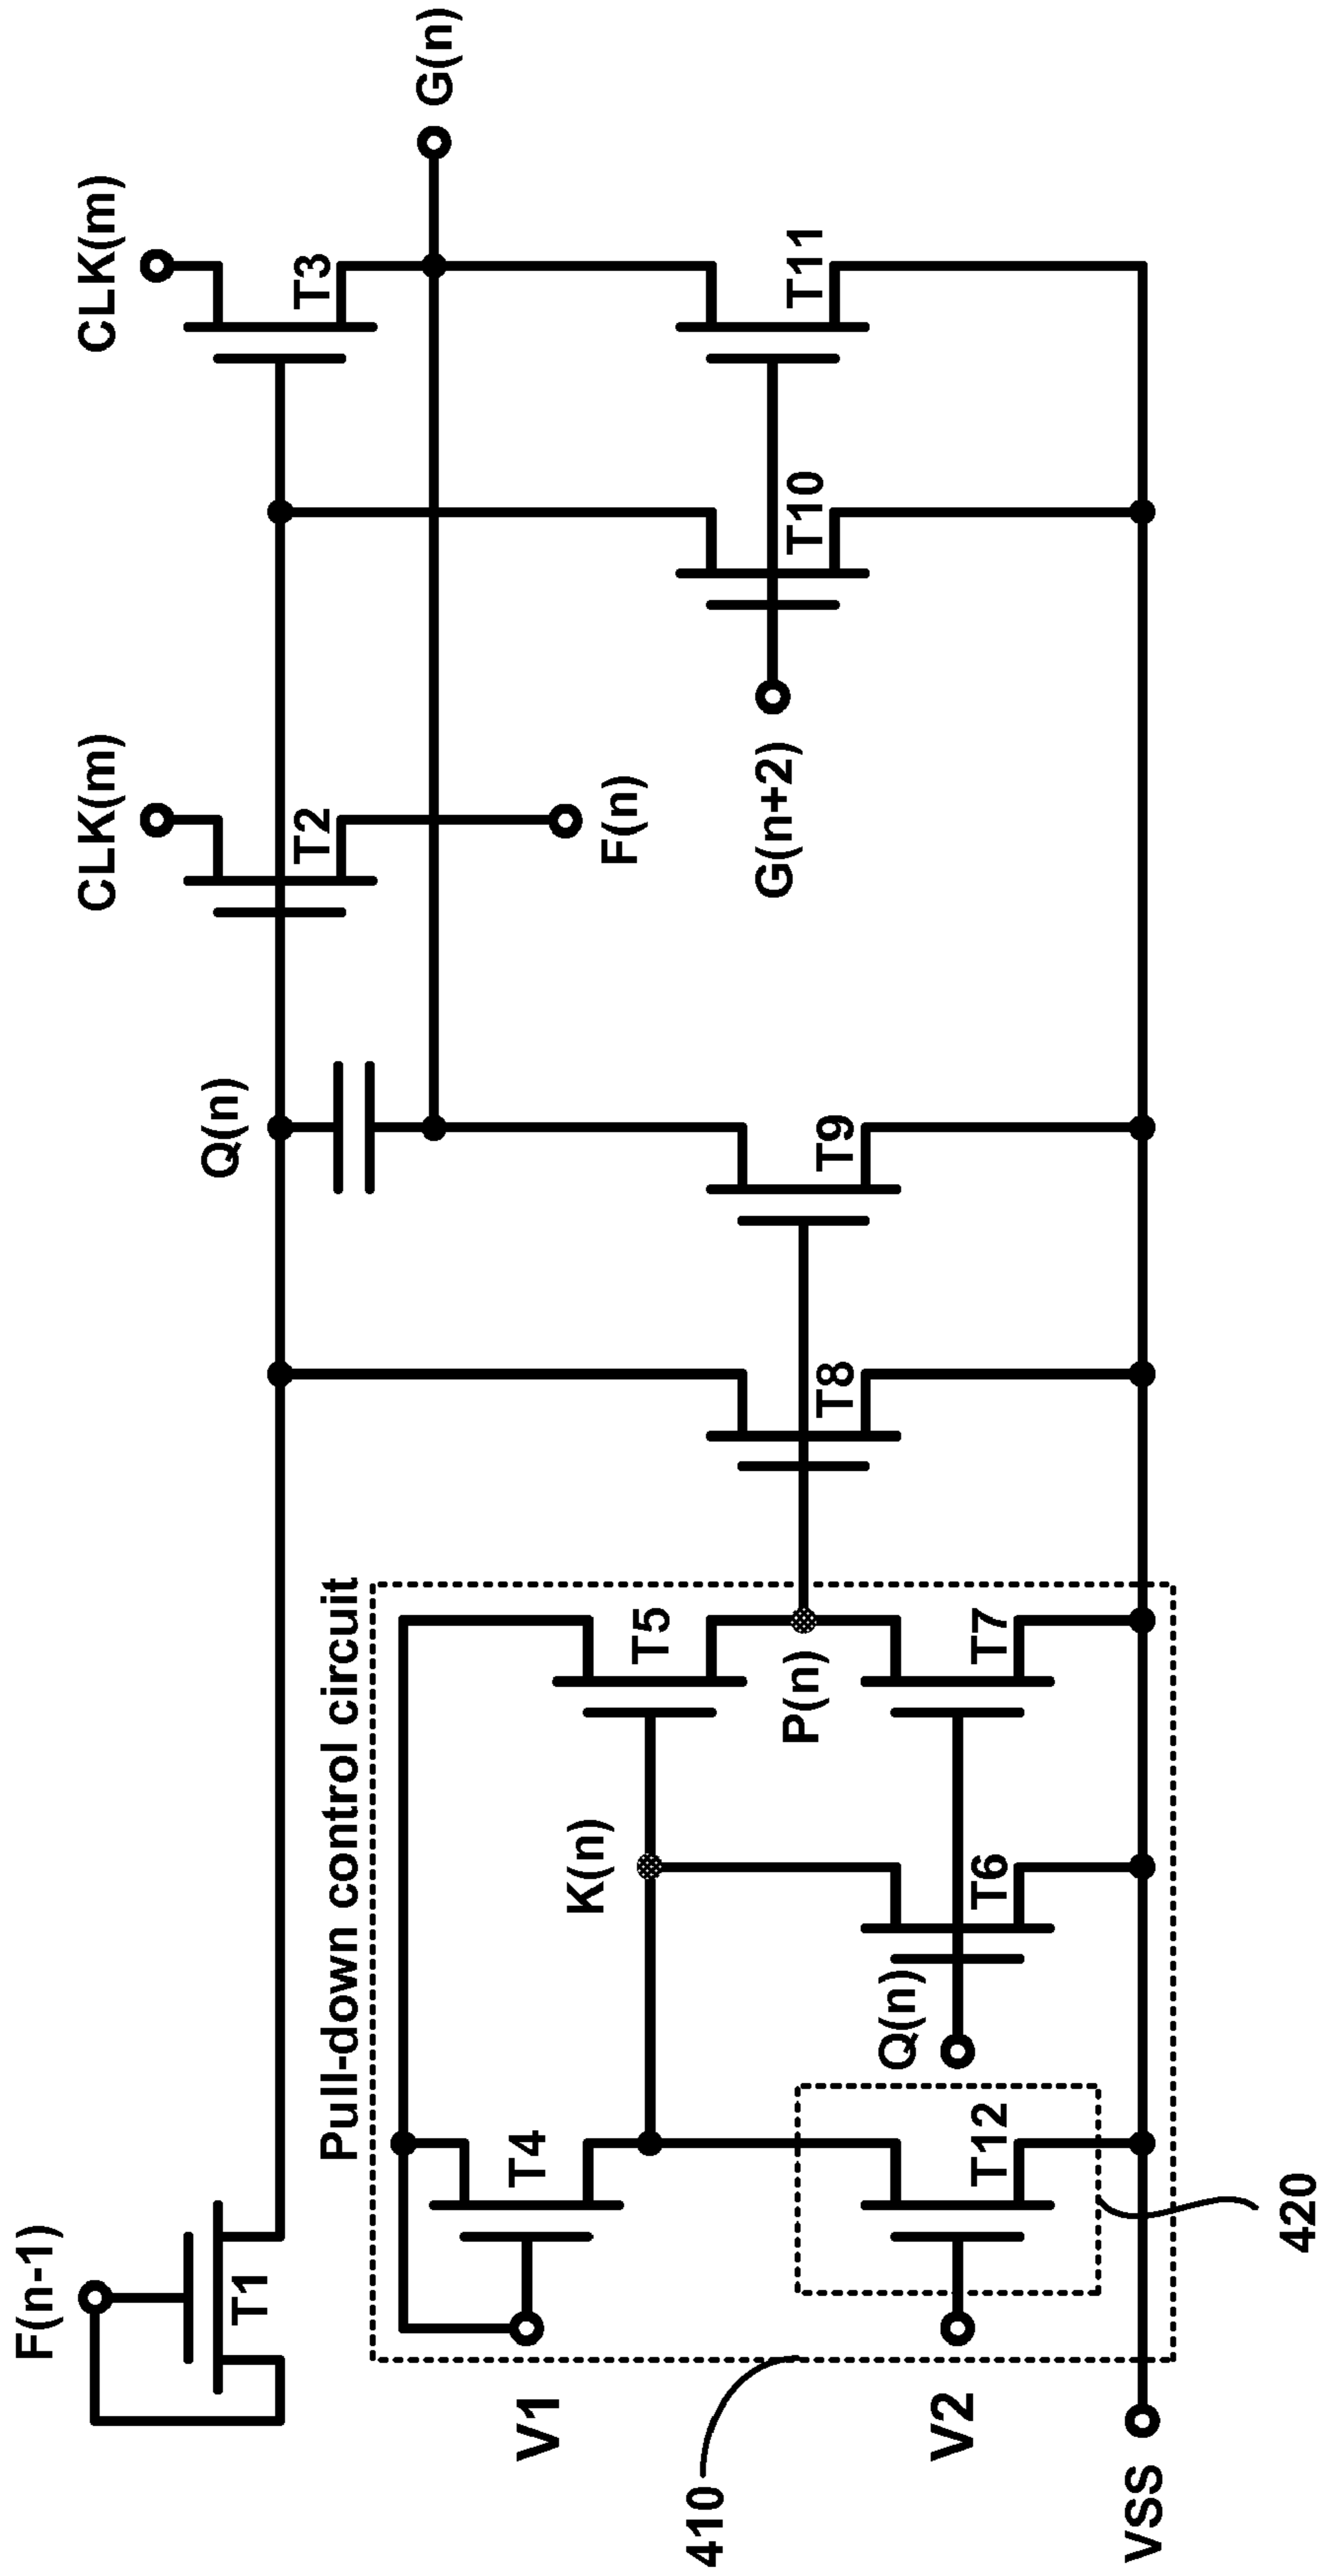 F(n-1)
T1
Q(n)
CLK(m)
T2
F(n)
CLK(m)
T3
G(n)
Pull-down control circuit
V1
T4
K(n)
T5
P(n)
V2
T12
Q(n)
T6
T7
T8
T9
G(n+2)
T10
T11
VSS
410
420